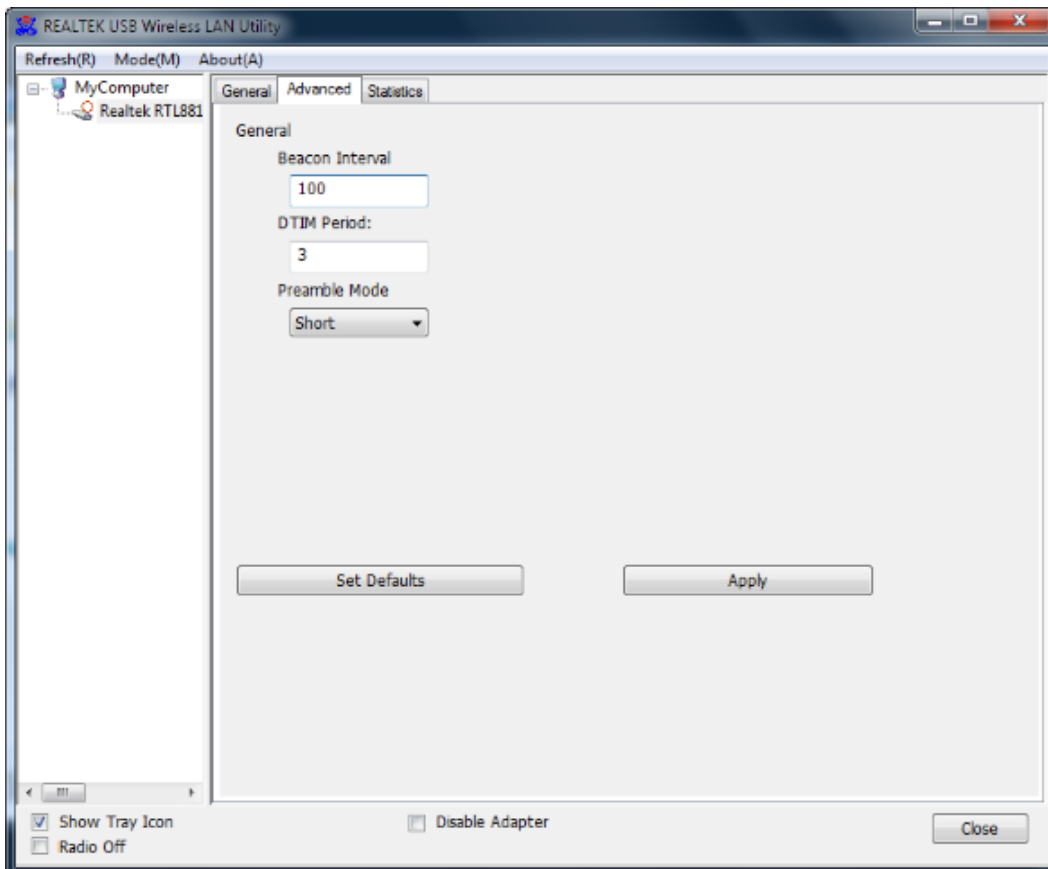 REALTEK USB Wireless LAN Utility
Refresh(R) Mode(M) About(A)
MyComputer
Realtek RTL881
General Advanced Statistics
General
Beacon Interval
100
DTIM Period:
3
Preamble Mode
Short
Set Defaults Apply
Show Tray Icon
Radio Off
Disable Adapter
Close